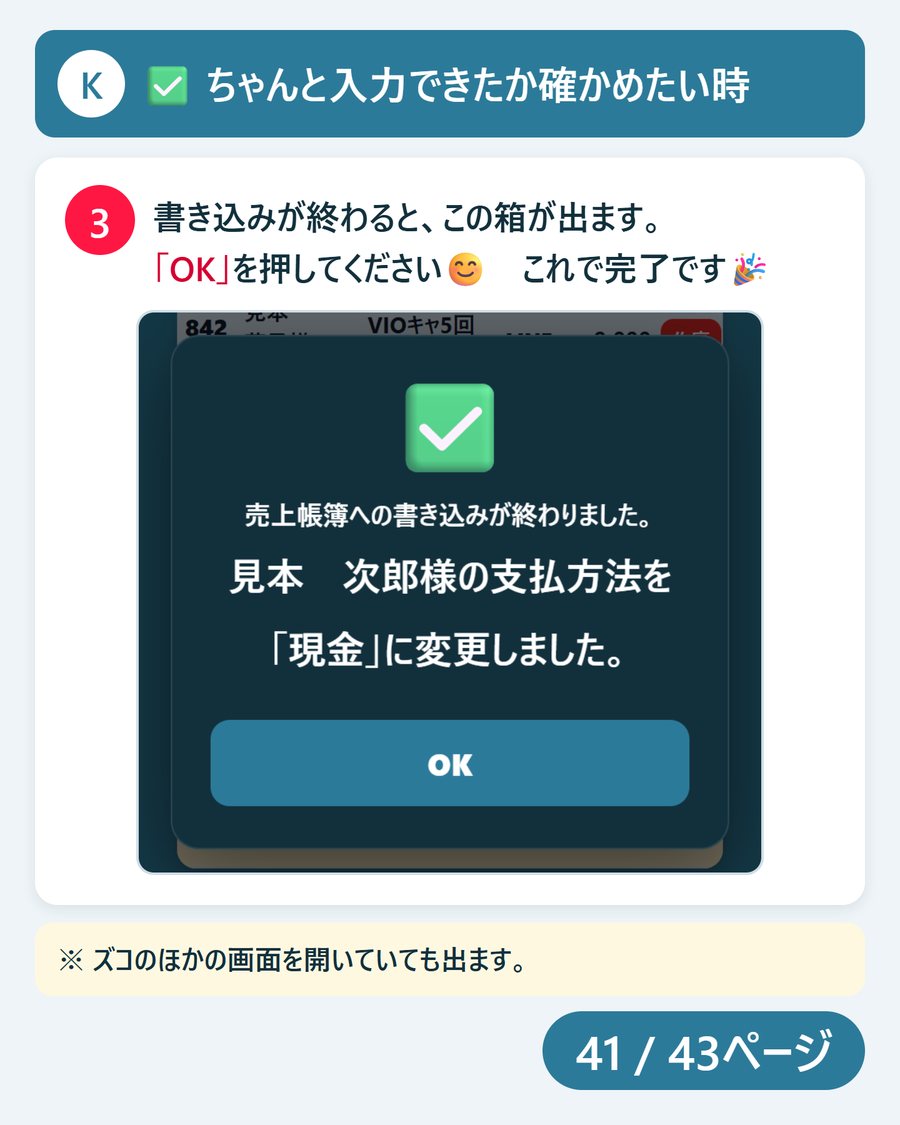 K ✅ ちゃんと入力できたか確かめたい時
3 書き込みが終わると、この箱が出ます。
「OK」を押してください😊 これで完了です🎉
842 VIOキャ5回
売上帳簿への書き込みが終わりました。
見本 次郎様の支払方法を
「現金」に変更しました。
OK
※ ズコのほかの画面を開いていても出ます。
41 / 43ページ